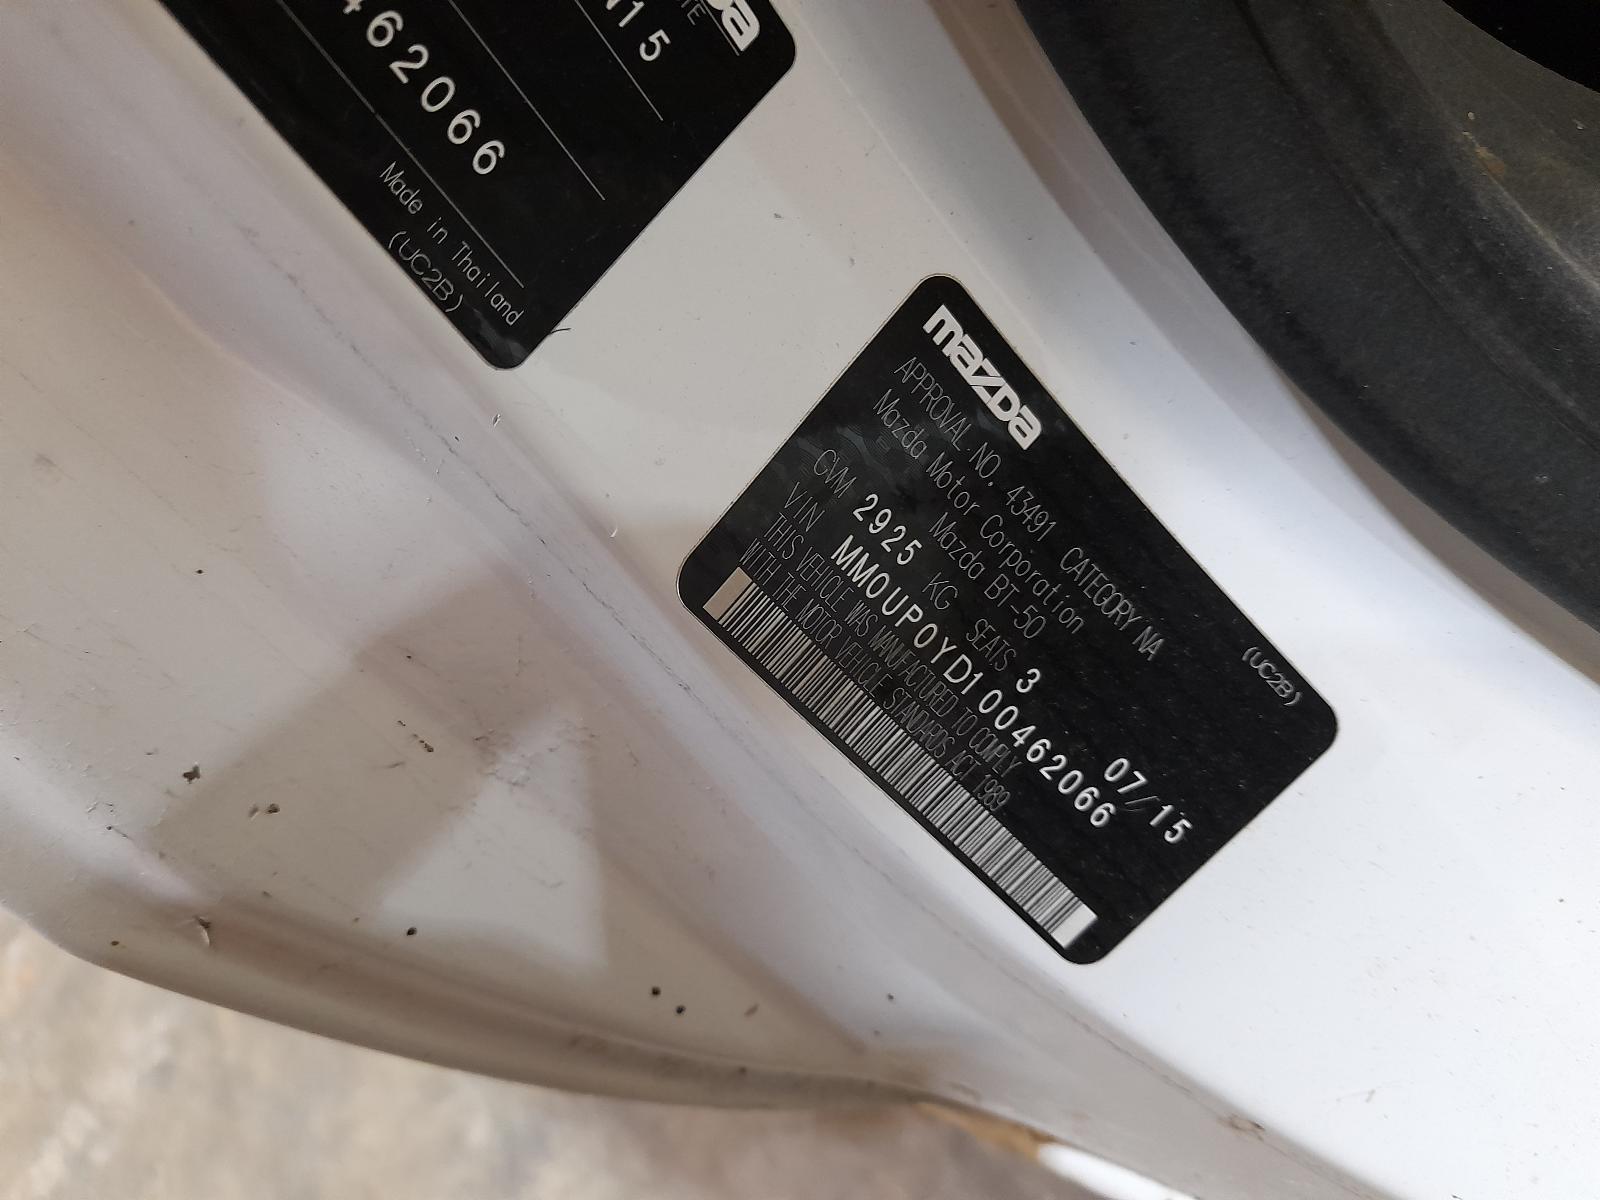 mazda
N15
462066
Made in Thailand
(UC2B)
mazda
(UC2B)
APPROVAL NO. 43491 CATEGORY NA
Mazda Motor Corporation
Mazda BT-50
GVM 2925 KG SEATS 3 07/15
VIN MM0UP0YD100462066
THIS VEHICLE WAS MANUFACTURED TO COMPLY
WITH THE MOTOR VEHICLE STANDARDS ACT 1989